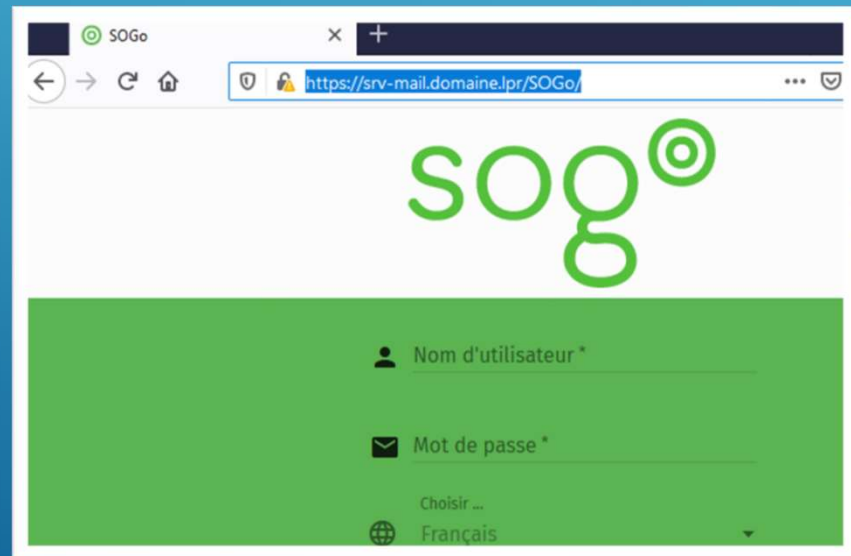 SOGo
https://srv-mail.domaine.lpr/SOGo/
sogo
Nom d'utilisateur *
Mot de passe *
Choisir ...
Français